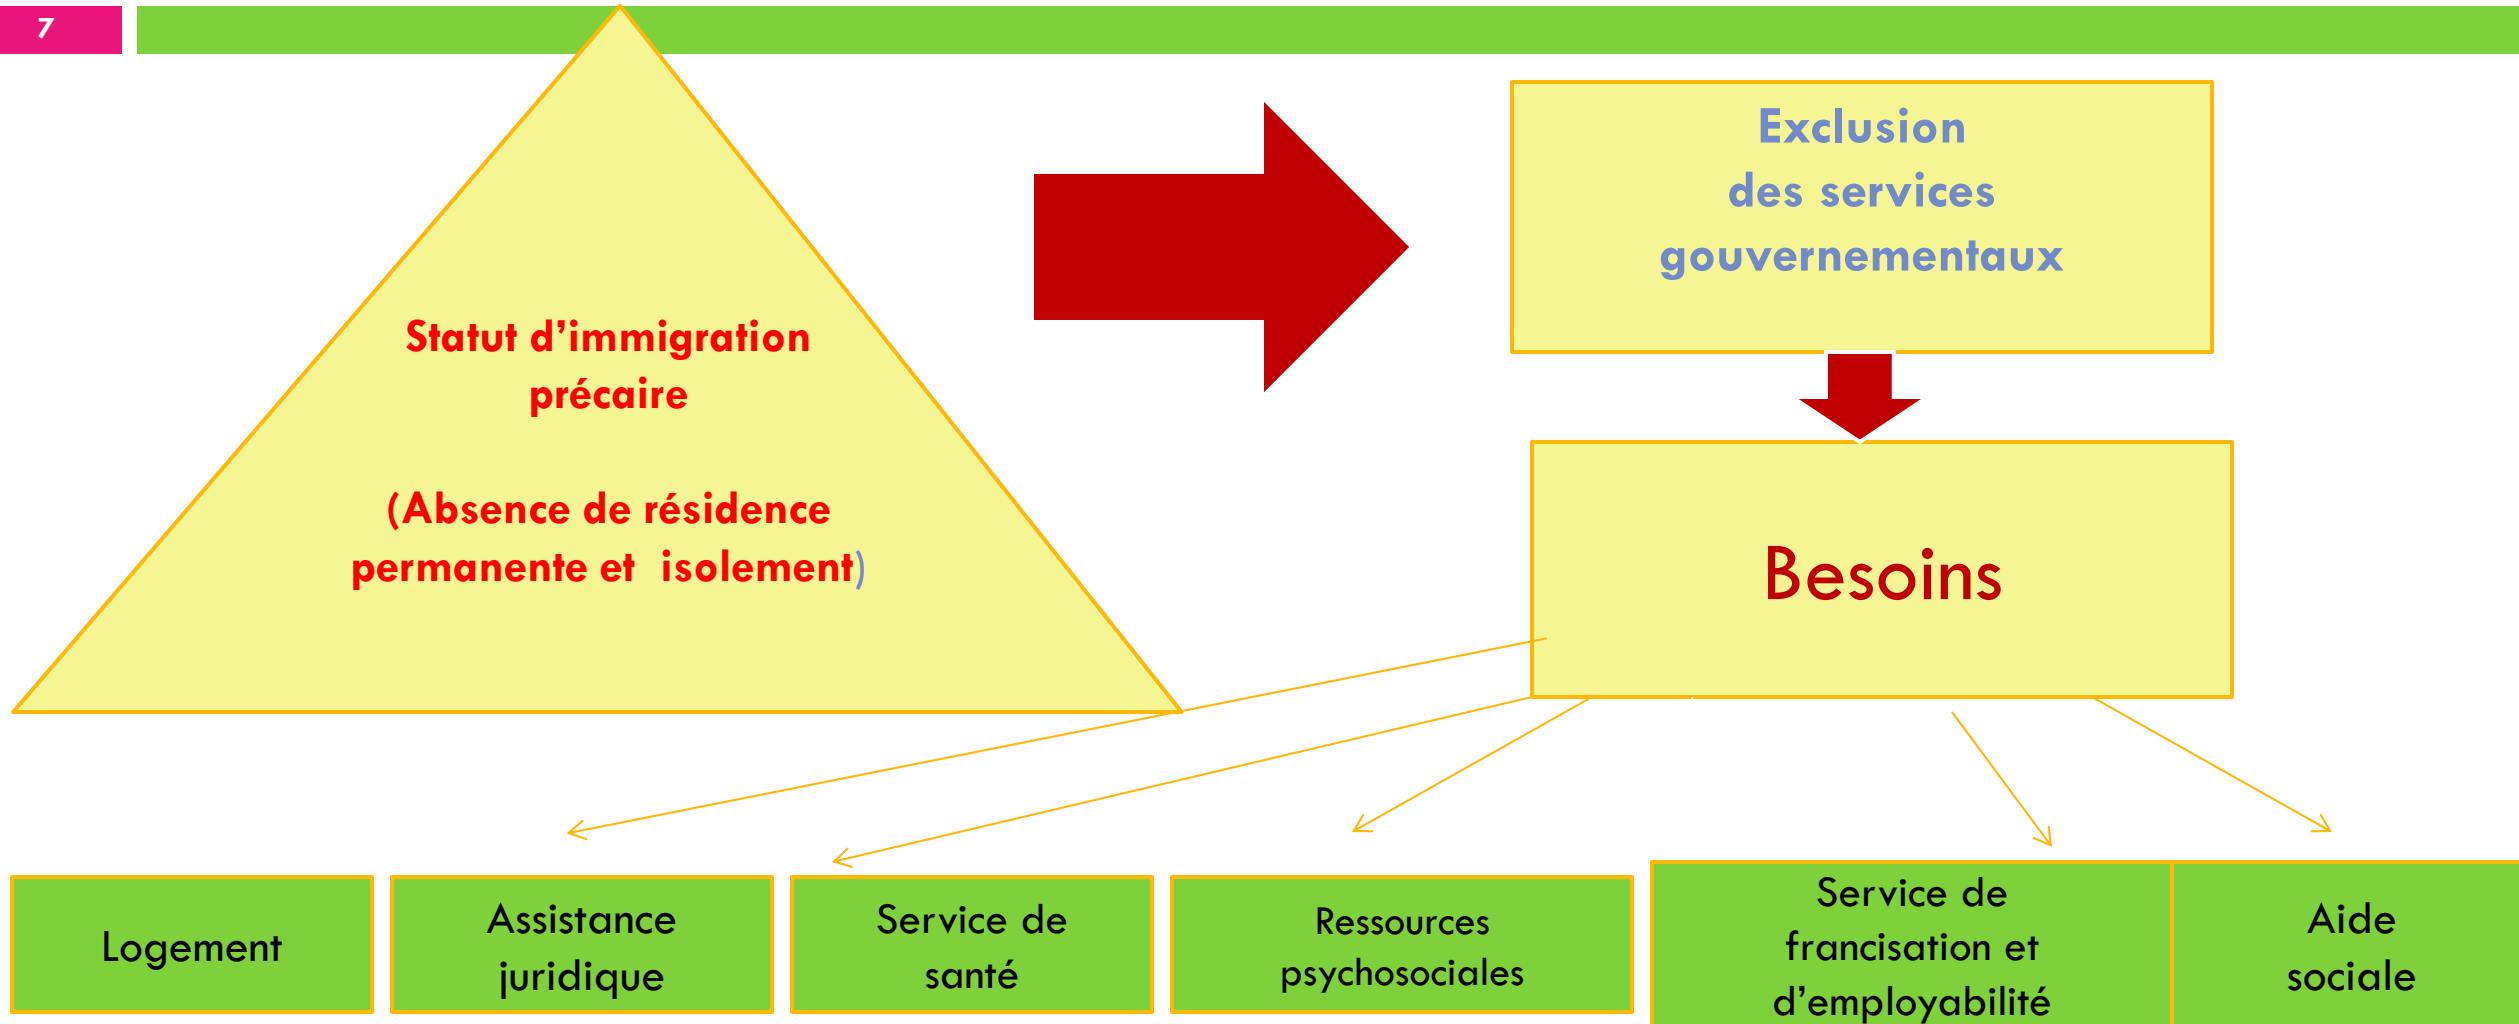 7
Statut d’immigration
précaire
(Absence de résidence
permanente et  isolement)
Exclusion
des services
gouvernementaux
Besoins
Logement
Assistance
juridique
Service de
santé
Ressources
psychosociales
Service de
francisation et
d’employabilité
Aide
sociale